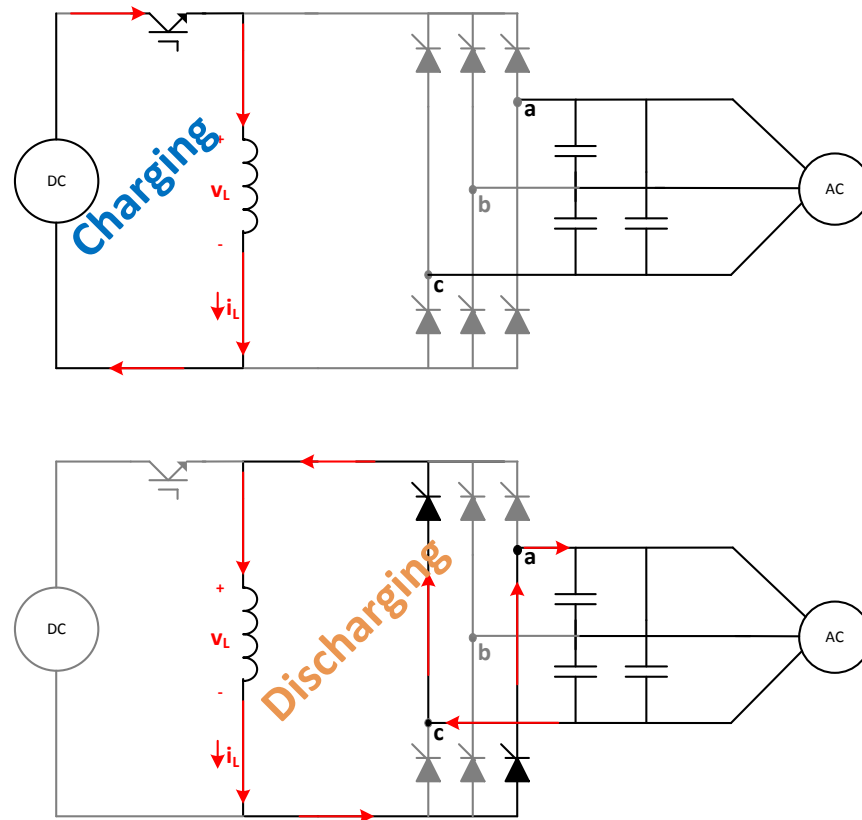 DC
Charging
+
vL
-
iL
a
b
c
AC
DC
Discharging
+
vL
-
iL
a
b
c
AC